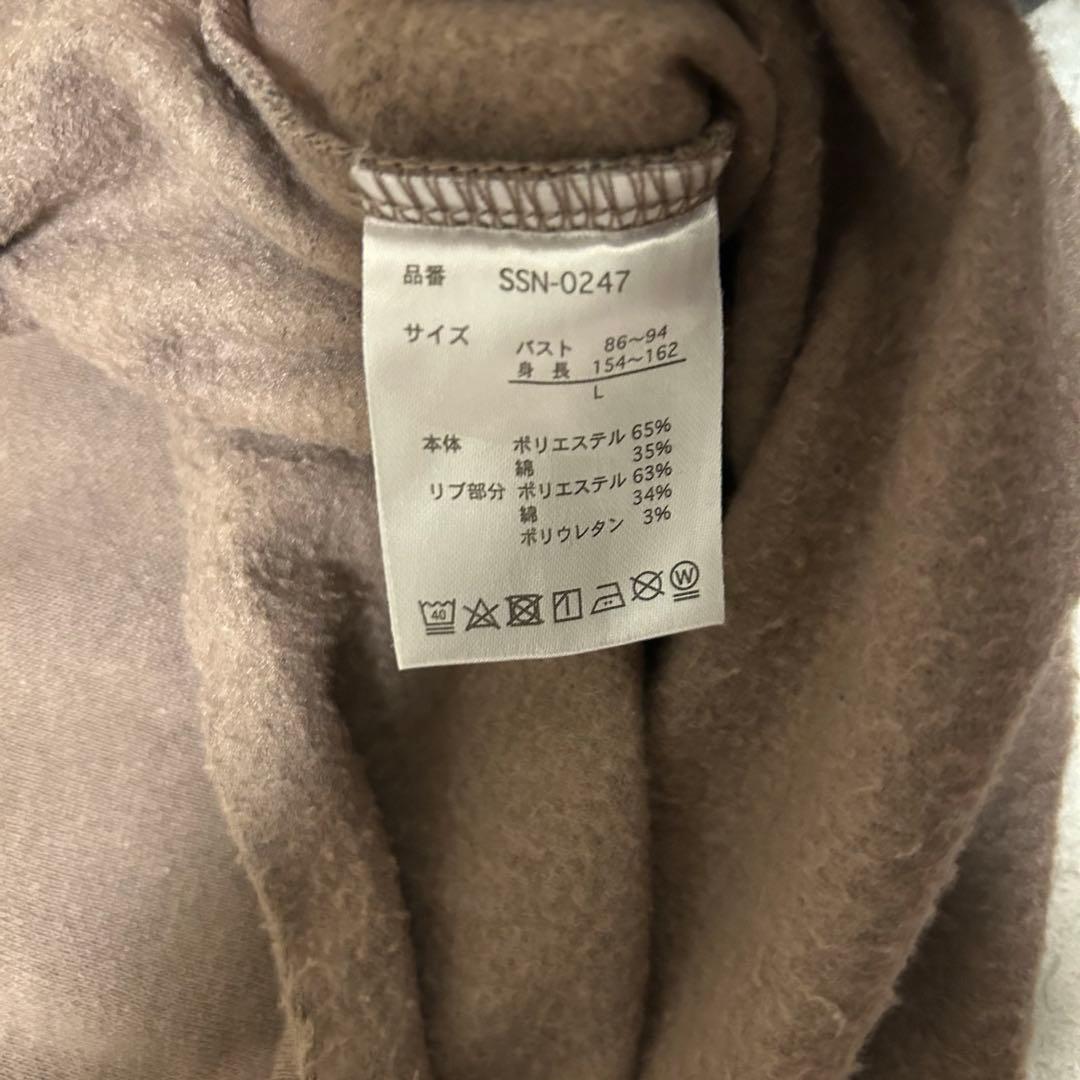 品番 SSN-0247
サイズ バスト 86〜94
身長 154〜162
L
本体 ポリエステル 65%
綿 35%
リブ部分 ポリエステル 63%
綿 34%
ポリウレタン 3%
40 W